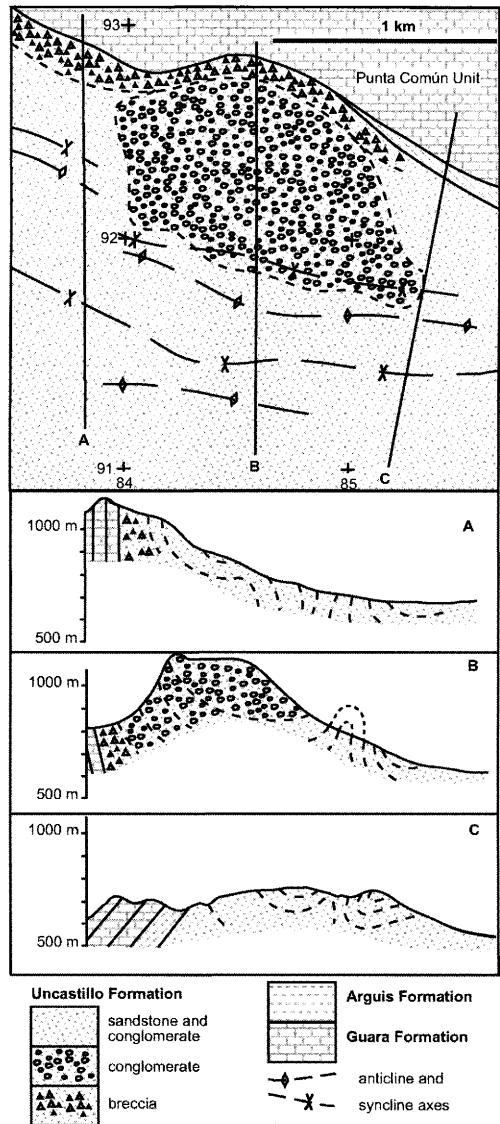 93
1 km
Punta Común Unit
92
A
B
C
91
84
85
A
1000 m
500 m
B
1000 m
500 m
C
1000 m
500 m
Uncastillo Formation
sandstone and
conglomerate
conglomerate
breccia
Arguis Formation
Guara Formation
anticline and
syncline axes